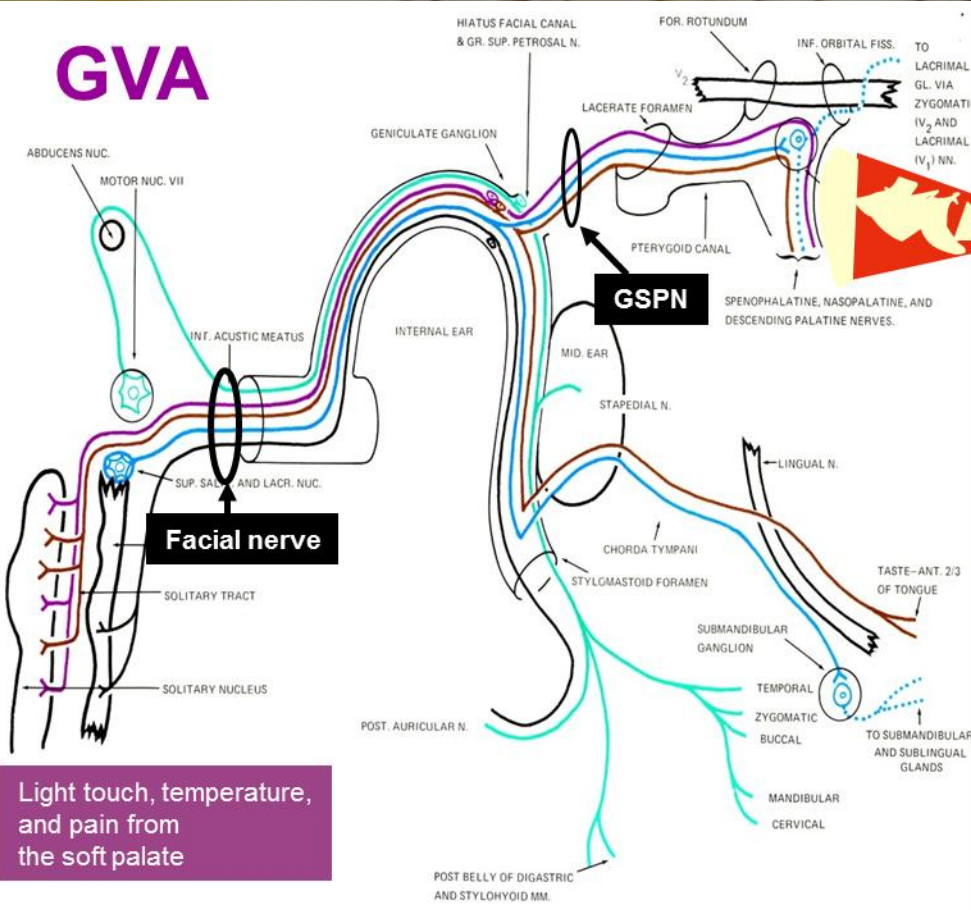 GVA
HIATUS FACIAL CANAL
& GR. SUP. PETROSAL N.
FOR. ROTUNDUM
INF. ORBITAL FISS.
TO
LACRIMAL
GL. VIA
ZYGOMATI
(V2 AND
LACRIMAL
(V1) NN.
V2
LACERATE FORAMEN
GENICULATE GANGLION
ABDUCENS NUC.
MOTOR NUC. VII
PTERYGOID CANAL
GSPN
SPENOPHALATINE, NASOPALATINE, AND
DESCENDING PALATINE NERVES.
INT. ACUSTIC MEATUS
INTERNAL EAR
MID. EAR
STAPEDIAL N.
LINGUAL N.
SUP. SAL. AND LACR. NUC.
Facial nerve
CHORDA TYMPANI
STYLOMASTOID FORAMEN
TASTE-ANT. 2/3
OF TONGUE
SOLITARY TRACT
SUBMANDIBULAR
GANGLION
SOLITARY NUCLEUS
TEMPORAL
ZYGOMATIC
BUCCAL
POST. AURICULAR N.
TO SUBMANDIBULAR
AND SUBLINGUAL
GLANDS
MANDIBULAR
CERVICAL
Light touch, temperature,
and pain from
the soft palate
POST BELLY OF DIGASTRIC
AND STYLOHYOID MM.